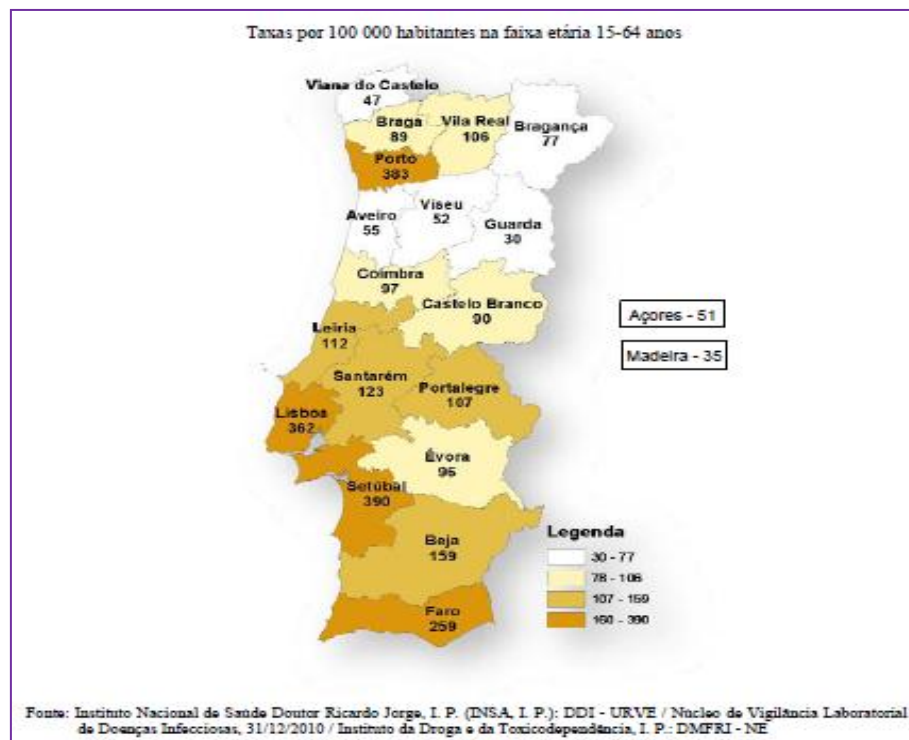 Taxas por 100 000 habitantes na faixa etária 15-64 anos
Viana do Castelo
47
Braga
89
Vila Real
106
Bragança
77
Porto
383
Aveiro
55
Viseu
52
Guarda
30
Coimbra
97
Castelo Branco
90
Açores - 51
Madeira - 35
Leiria
112
Santarém
123
Portalegre
107
Lisboa
362
Évora
96
Setúbal
390
Beja
159
Faro
259
Legenda
30 - 77
78 - 106
107 - 159
160 - 390
Fonte: Instituto Nacional de Saúde Doutor Ricardo Jorge, I. P. (INSA, I. P.): DDI - URVE / Núcleo de Vigilância Laboratorial
de Doenças Infecciosas, 31/12/2010 / Instituto da Droga e da Toxicodependência, I. P.: DMFRI - NE